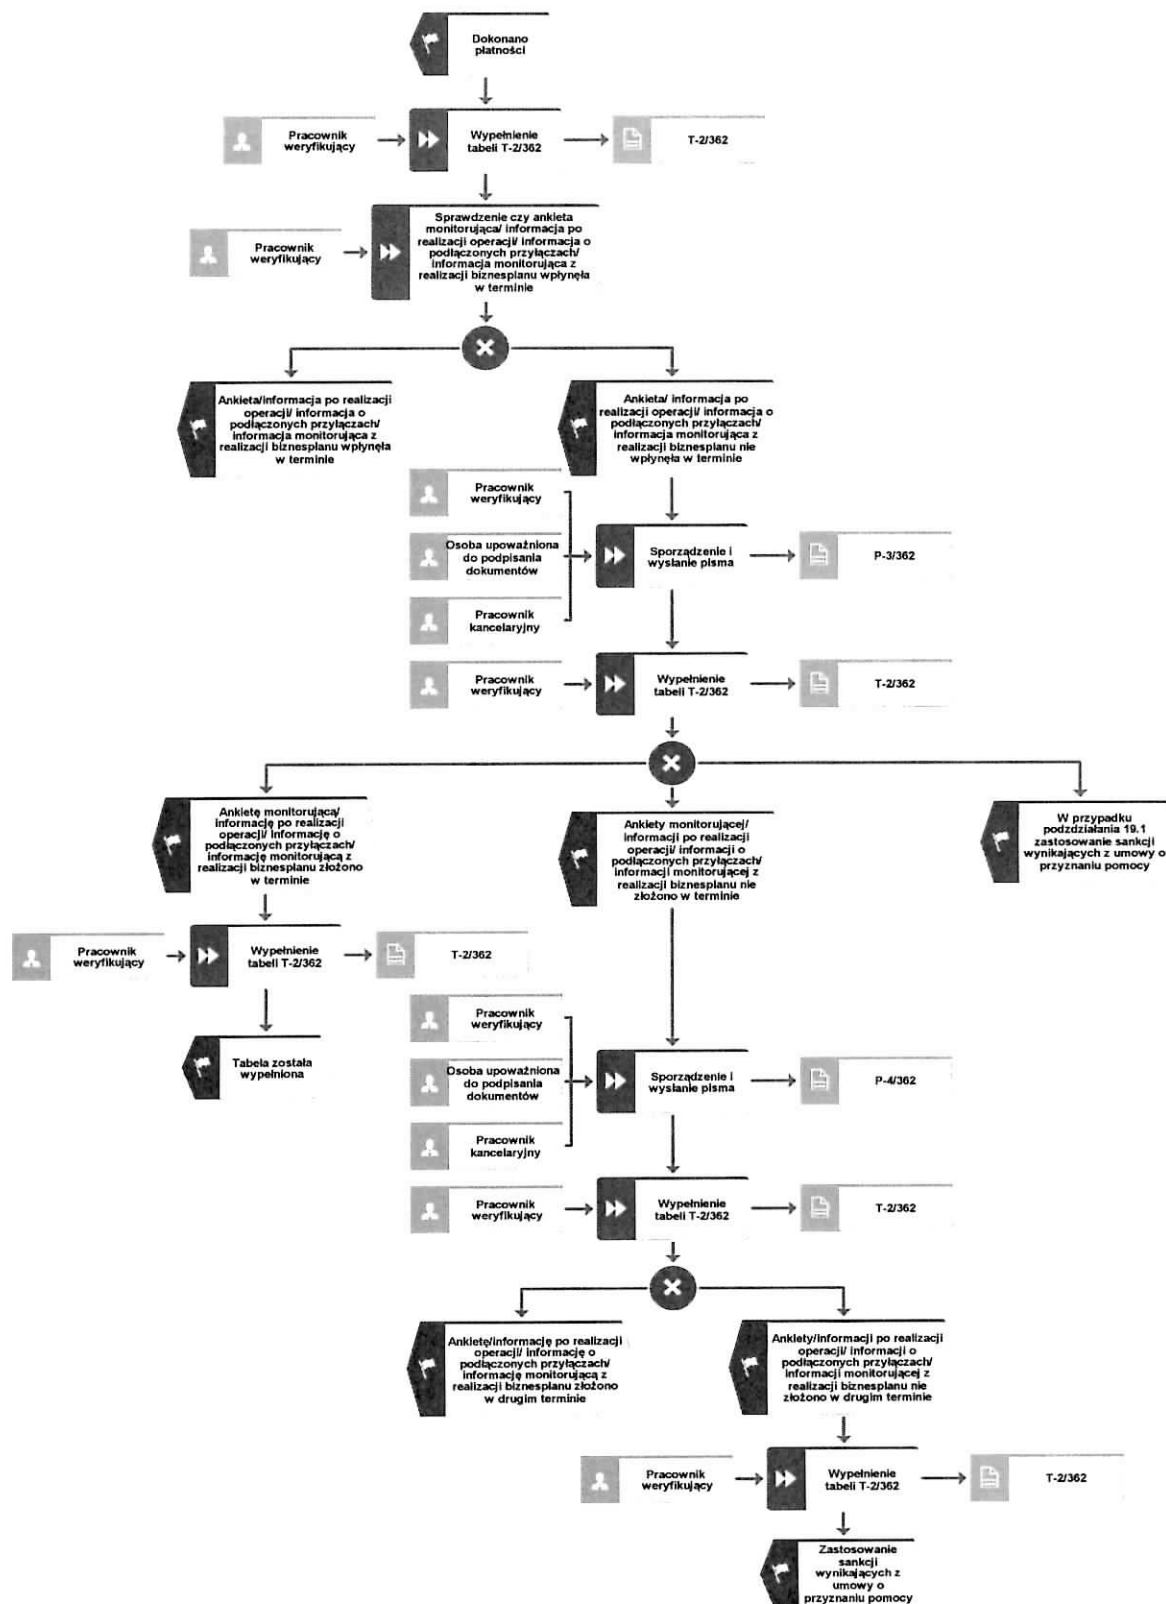 Dokonano
płatności
Pracownik
weryfikujący
Wypełnienie
tabeli T-2/362
T-2/362
Pracownik
weryfikujący
Sprawdzenie czy ankieta
monitorująca/ informacja po
realizacji operacji/ informacja o
podłączonych przyłączach/
informacja monitorująca z
realizacji biznesplanu wpłynęła
w terminie
Ankieta/informacja po realizacji
operacji/ informacja o
podłączonych przyłączach/
informacja monitorująca z
realizacji biznesplanu wpłynęła
w terminie
Ankieta/ informacja po
realizacji operacji/ informacja o
podłączonych przyłączach/
informacja monitorująca z
realizacji biznesplanu nie
wpłynęła w terminie
Pracownik
weryfikujący
Osoba upoważniona
do podpisania
dokumentów
Pracownik
kancelaryjny
Sporządzenie i
wysłanie pisma
P-3/362
Pracownik
weryfikujący
Wypełnienie
tabeli T-2/362
T-2/362
Ankietę monitorującą/
informację po realizacji
operacji/ informację o
podłączonych przyłączach/
informację monitorującą z
realizacji biznesplanu złożono
w terminie
Ankiety monitorującej/
informacji po realizacji
operacji/ informacji o
podłączonych przyłączach/
informacji monitorującej z
realizacji biznesplanu nie
złożono w terminie
W przypadku
podzdziałania 19.1
zastosowanie sankcji
wynikających z umowy o
przyznaniu pomocy
Pracownik
weryfikujący
Wypełnienie
tabeli T-2/362
T-2/362
Tabela została
wypełniona
Pracownik
weryfikujący
Osoba upoważniona
do podpisania
dokumentów
Pracownik
kancelaryjny
Sporządzenie i
wysłanie pisma
P-4/362
Pracownik
weryfikujący
Wypełnienie
tabeli T-2/362
T-2/362
Ankietę/informację po realizacji
operacji/ informację o
podłączonych przyłączach/
informację monitorującą z
realizacji biznesplanu złożono
w drugim terminie
Ankiety/informacji po realizacji
operacji/ informacji o
podłączonych przyłączach/
informacji monitorującej z
realizacji biznesplanu nie
złożono w drugim terminie
Pracownik
weryfikujący
Wypełnienie
tabeli T-2/362
T-2/362
Zastosowanie
sankcji
wynikających z
umowy o
przyznaniu pomocy